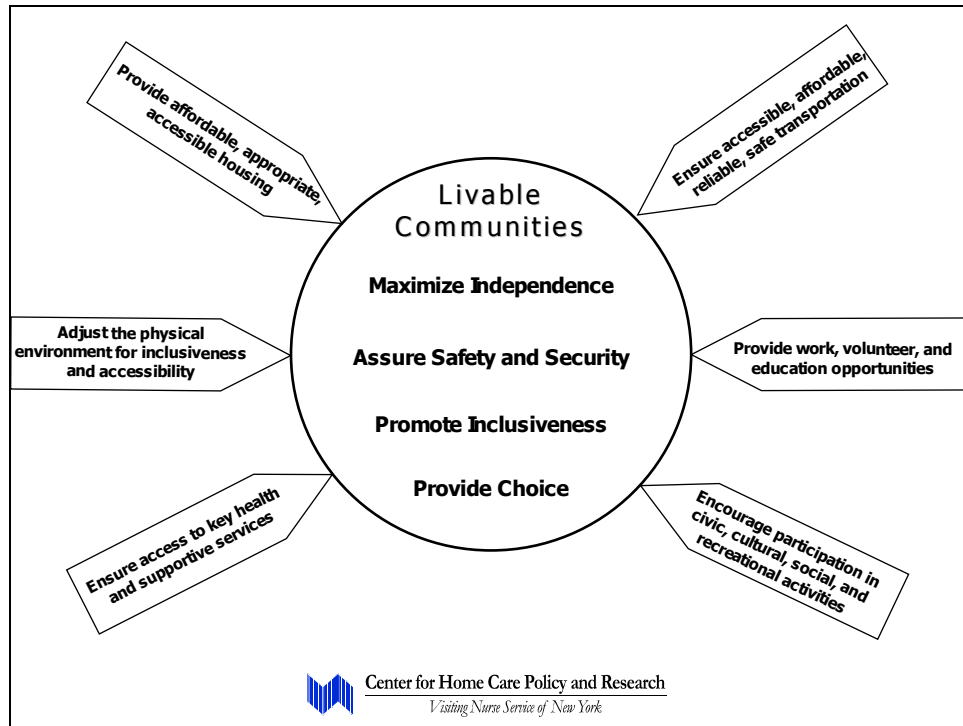 Provide affordable, appropriate,
accessible housing
Ensure accessible, affordable,
reliable, safe transportation
Livable
Communities
Maximize Independence
Adjust the physical
environment for inclusiveness
and accessibility
Assure Safety and Security
Provide work, volunteer, and
education opportunities
Promote Inclusiveness
Provide Choice
Ensure access to key health
and supportive services
Encourage participation in
civic, cultural, social, and
recreational activities
Center for Home Care Policy and Research
Visiting Nurse Service of New York